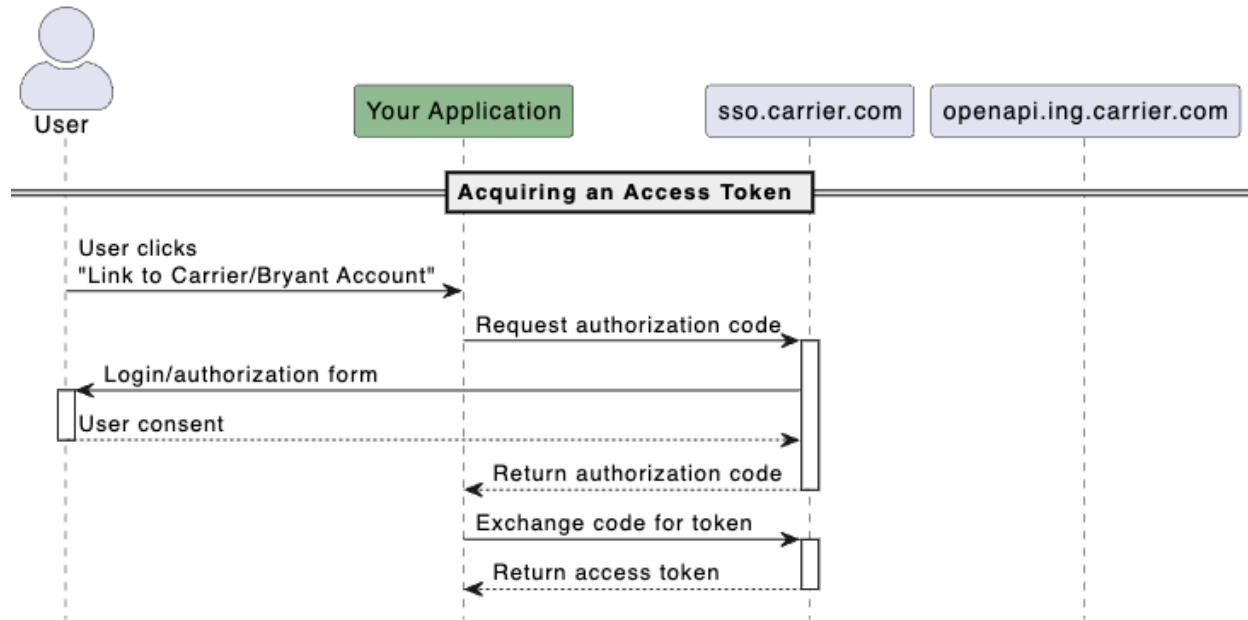 User
Your Application
sso.carrier.com
openapi.ing.carrier.com
Acquiring an Access Token
User clicks
"Link to Carrier/Bryant Account"
Request authorization code
Login/authorization form
User consent
Return authorization code
Exchange code for token
Return access token